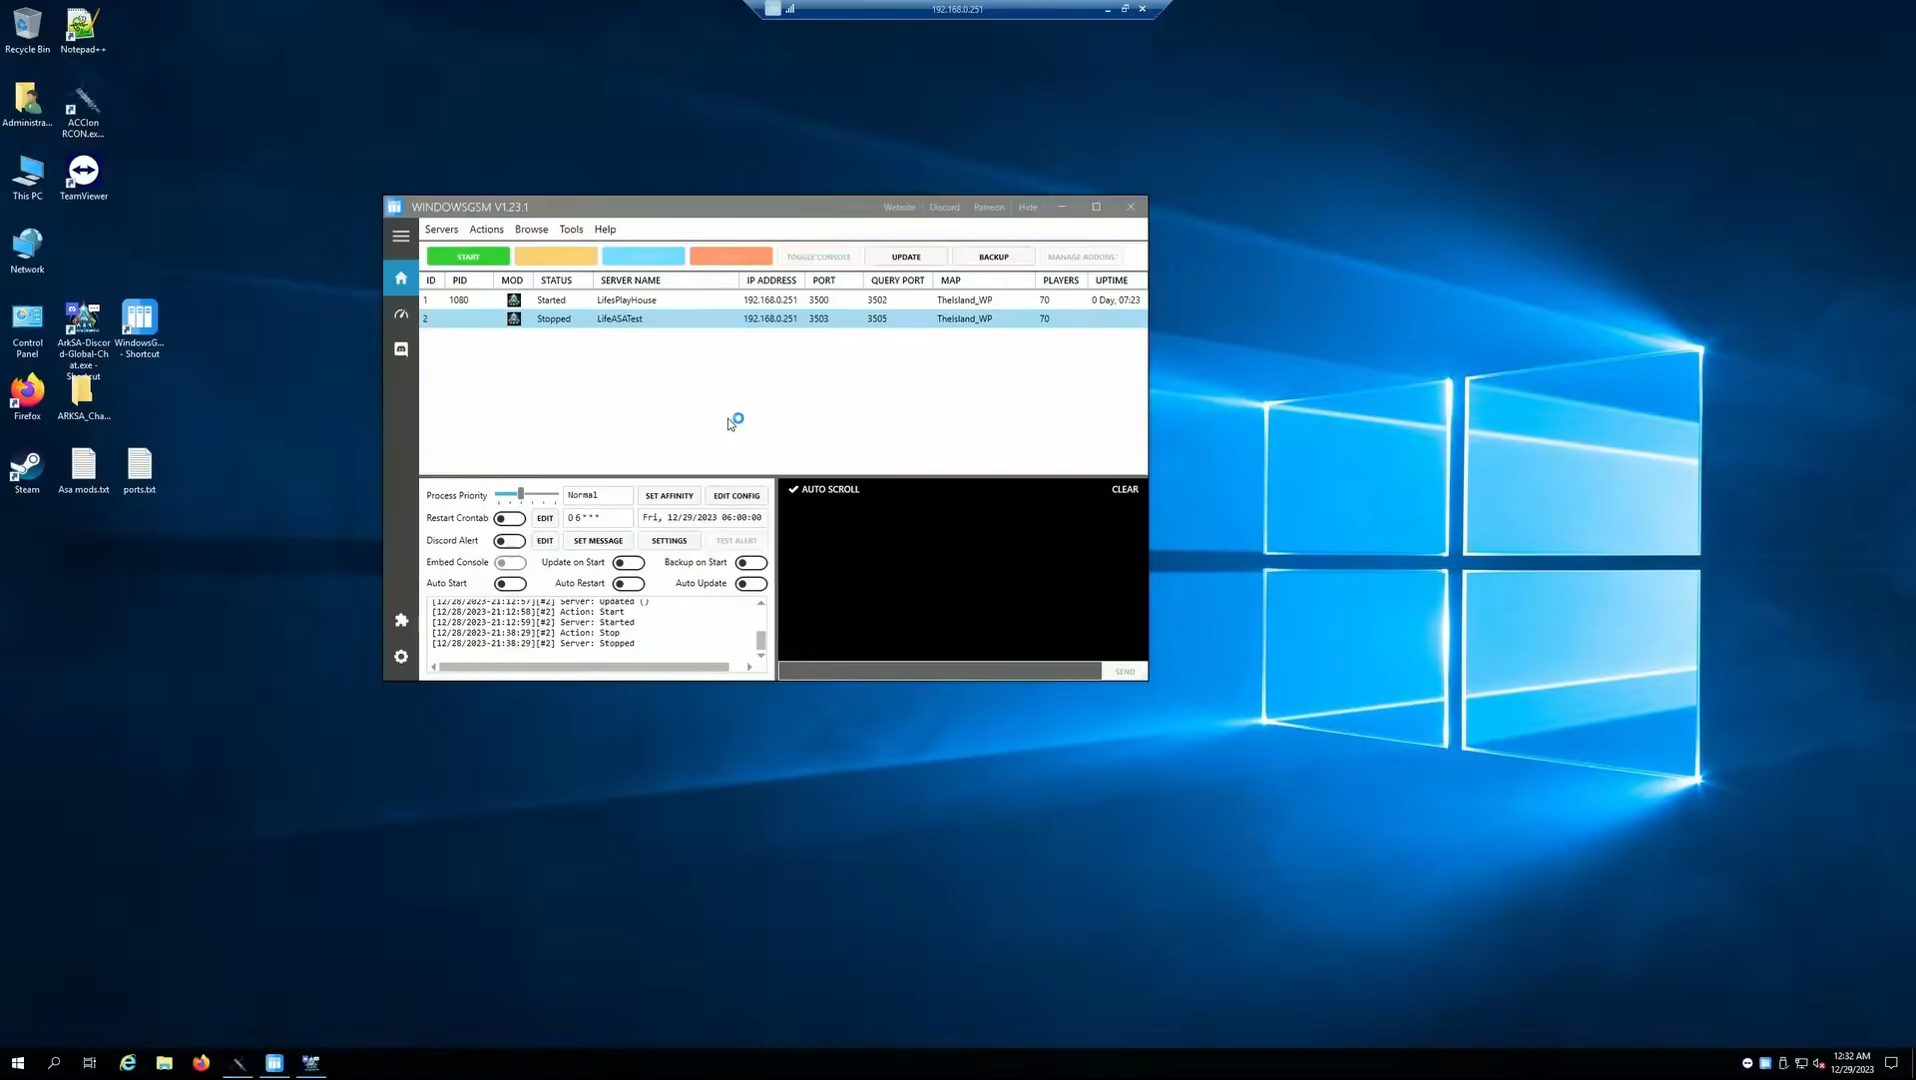 192.168.0.251
Recycle Bin
Notepad++
Administra...
ACClon
RCON.ex...
This PC
TeamViewer
Network
Control
Panel
ArkSA-Discor
d-Global-Ch
at.exe -
Shortcut
WindowsG...
- Shortcut
Firefox
ARKSA_Cha...
Steam
Asa mods.txt
ports.txt
WINDOWSGSM V1.23.1
Website
Discord
Patreon
Hide
Servers
Actions
Browse
Tools
Help
START
TOGGLE CONSOLE
UPDATE
BACKUP
MANAGE ADDONS
ID PID MOD STATUS SERVER NAME IP ADDRESS PORT QUERY PORT MAP PLAYERS UPTIME
1 1080 Started LifesPlayHouse 192.168.0.251 3500 3502 TheIsland_WP 70 0 Day, 07:23
2 Stopped LifeASATest 192.168.0.251 3503 3505 TheIsland_WP 70
Process Priority Normal SET AFFINITY EDIT CONFIG
Restart Crontab EDIT 0 6 * * * Fri, 12/29/2023 06:00:00
Discord Alert EDIT SET MESSAGE SETTINGS TEST ALERT
Embed Console Update on Start Backup on Start
Auto Start Auto Restart Auto Update
[12/28/2023-21:12:57][#2] Server: Updated ()
[12/28/2023-21:12:58][#2] Action: Start
[12/28/2023-21:12:59][#2] Server: Started
[12/28/2023-21:38:29][#2] Action: Stop
[12/28/2023-21:38:29][#2] Server: Stopped
AUTO SCROLL
CLEAR
SEND
12:32 AM
12/29/2023